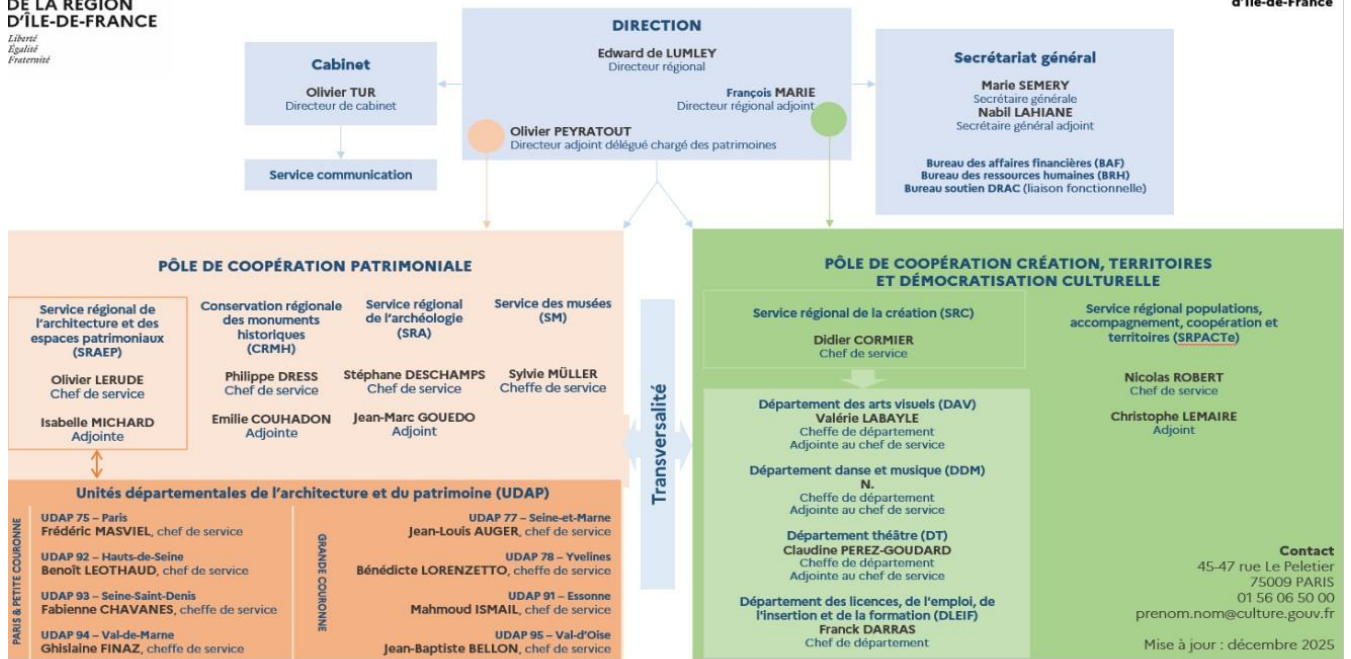 DE LA RÉGION
D'ÎLE-DE-FRANCE
Liberté
Égalité
Fraternité
d'Île-de-France
DIRECTION
Edward de LUMLEY
Directeur régional
François MARIE
Directeur régional adjoint
Olivier PEYRATOUT
Directeur adjoint délégué chargé des patrimoines
Cabinet
Olivier TUR
Directeur de cabinet
Service communication
Secrétariat général
Marie SEMERY
Secrétaire générale
Nabil LAHIANE
Secrétaire général adjoint
Bureau des affaires financières (BAF)
Bureau des ressources humaines (BRH)
Bureau soutien DRAC (liaison fonctionnelle)
PÔLE DE COOPÉRATION PATRIMONIALE
Service régional de
l'architecture et des
espaces patrimoniaux
(SRAEP)
Olivier LERUDE
Chef de service
Isabelle MICHARD
Adjointe
Conservation régionale
des monuments
historiques
(CRMH)
Philippe DRESS
Chef de service
Emilie COUHADON
Adjointe
Service régional
de l'archéologie
(SRA)
Stéphane DESCHAMPS
Chef de service
Jean-Marc GOUEDO
Adjoint
Service des musées
(SM)
Sylvie MÜLLER
Cheffe de service
Unités départementales de l'architecture et du patrimoine (UDAP)
PARIS & PETITE COURONNE
UDAP 75 – Paris
Frédéric MASVIEL, chef de service
UDAP 92 – Hauts-de-Seine
Benoît LEOTHAUD, chef de service
UDAP 93 – Seine-Saint-Denis
Fabienne CHAVANES, cheffe de service
UDAP 94 – Val-de-Marne
Ghislaine FINAZ, cheffe de service
GRANDE COURONNE
UDAP 77 – Seine-et-Marne
Jean-Louis AUGER, chef de service
UDAP 78 – Yvelines
Bénédicte LORENZETTO, cheffe de service
UDAP 91 – Essonne
Mahmoud ISMAIL, chef de service
UDAP 95 – Val-d'Oise
Jean-Baptiste BELLON, chef de service
Transversalité
PÔLE DE COOPÉRATION CRÉATION, TERRITOIRES
ET DÉMOCRATISATION CULTURELLE
Service régional de la création (SRC)
Didier CORMIER
Chef de service
Département des arts visuels (DAV)
Valérie LABAYLE
Cheffe de département
Adjointe au chef de service
Département danse et musique (DDM)
N.
Cheffe de département
Adjointe au chef de service
Département théâtre (DT)
Claudine PEREZ-GOUDARD
Cheffe de département
Adjointe au chef de service
Département des licences, de l'emploi, de
l'insertion et de la formation (DLEIF)
Franck DARRAS
Chef de département
Service régional populations,
accompagnement, coopération et
territoires (SRPACTe)
Nicolas ROBERT
Chef de service
Christophe LEMAIRE
Adjoint
Contact
45-47 rue Le Peletier
75009 PARIS
01 56 06 50 00
prenom.nom@culture.gouv.fr
Mise à jour : décembre 2025